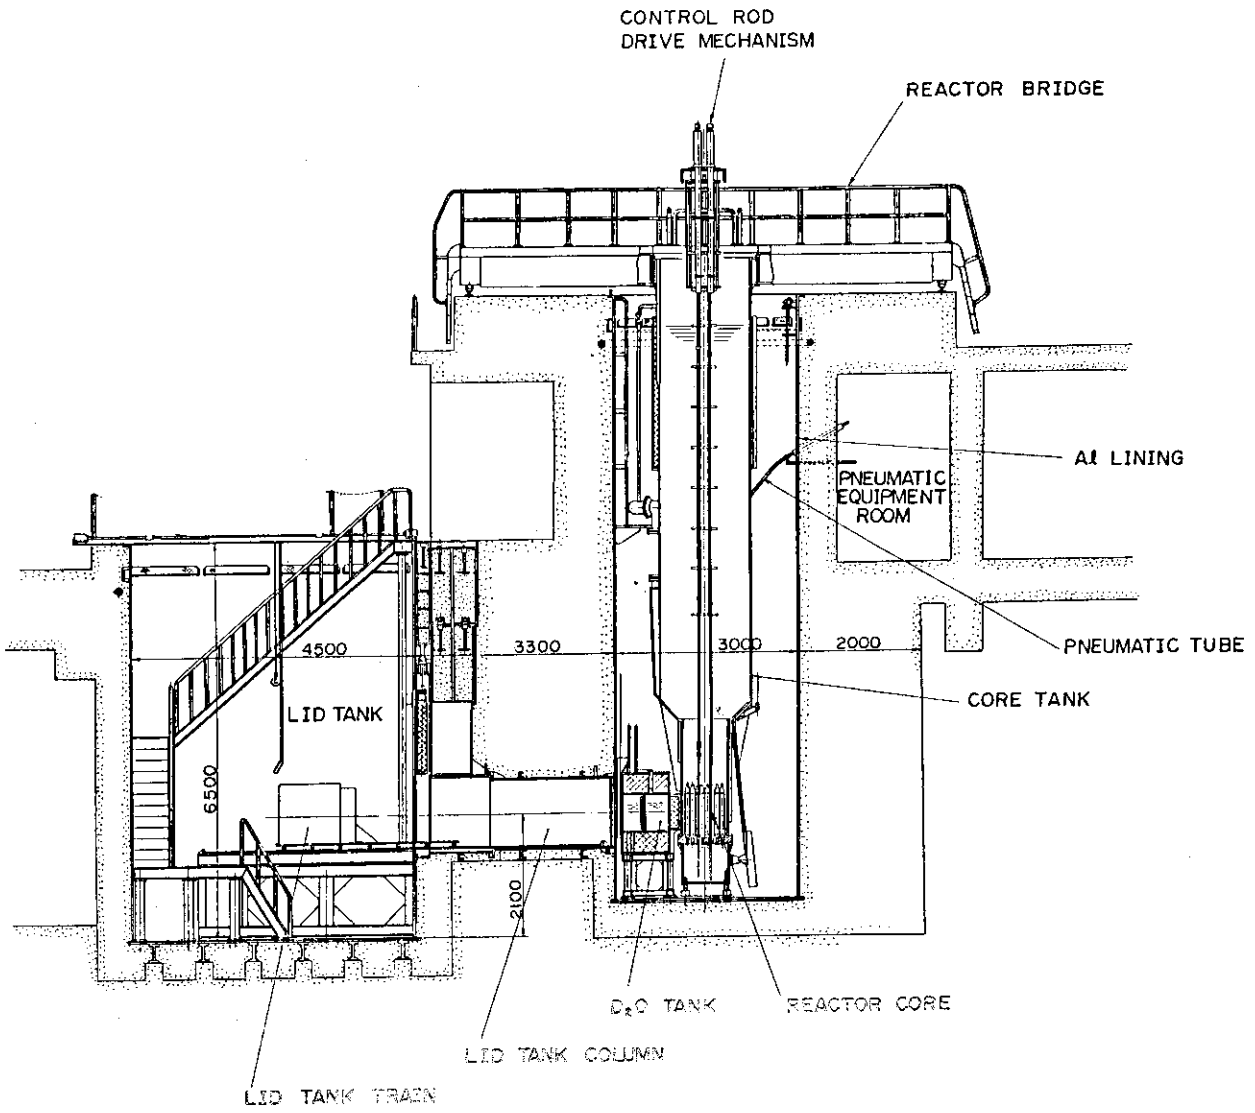 CONTROL ROD
DRIVE MECHANISM
REACTOR BRIDGE
Al LINING
PNEUMATIC
EQUIPMENT
ROOM
4500
3300
3000
2000
PNEUMATIC TUBE
CORE TANK
LID TANK
6500
2100
D₂O TANK
REACTOR CORE
LID TANK COLUMN
LID TANK TRAIN